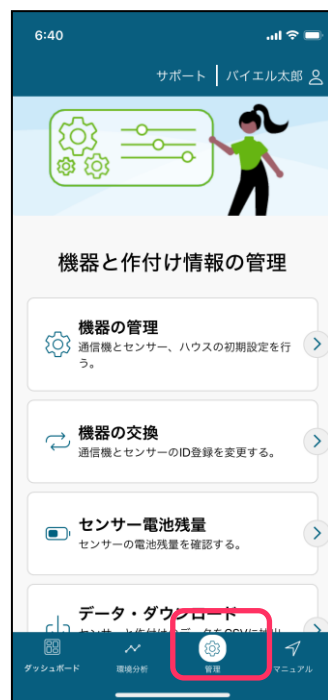 6:40
サポート
バイエル太郎
機器と作付け情報の管理
機器の管理
通信機とセンサー、ハウスの初期設定を行
う。
機器の交換
通信機とセンサーのID登録を変更する。
センサー電池残量
センサーの電池残量を確認する。
データ・ダウンロード
ダッシュボード
環境分析
管理
マニュアル